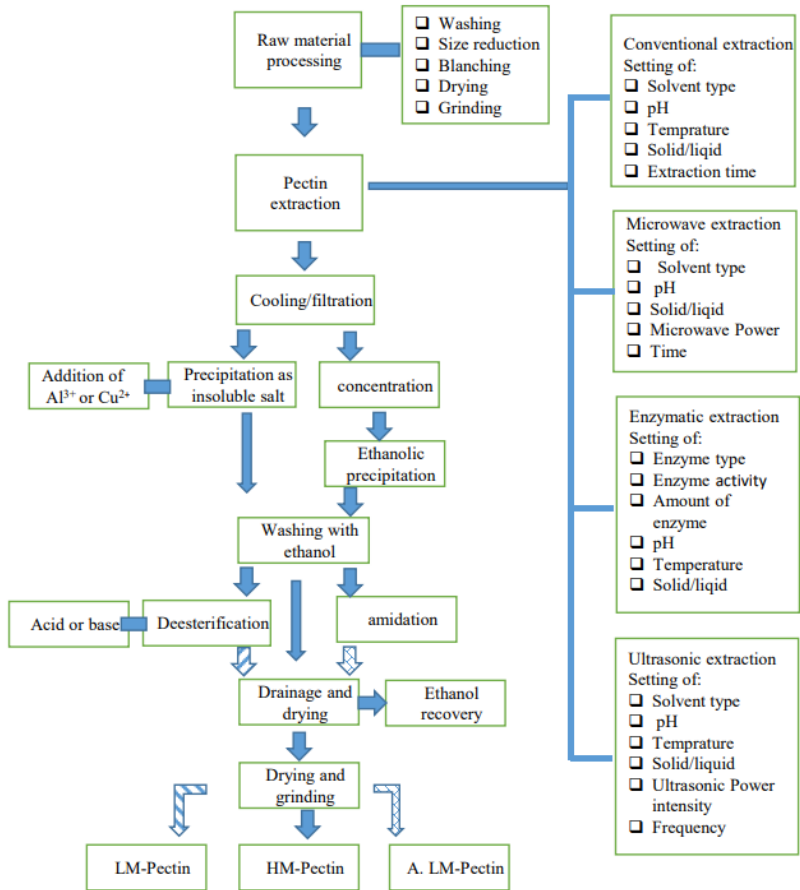 Raw material
processing
❑ Washing
❑ Size reduction
❑ Blanching
❑ Drying
❑ Grinding
Pectin
extraction
Cooling/filtration
Addition of
Al³⁺ or Cu²⁺
Precipitation as
insoluble salt
concentration
Ethanolic
precipitation
Washing with
ethanol
Acid or base
Deesterification
amidation
Drainage and
drying
Ethanol
recovery
Drying and
grinding
LM-Pectin
HM-Pectin
A. LM-Pectin
Conventional extraction
Setting of:
❑ Solvent type
❑ pH
❑ Temprature
❑ Solid/liqid
❑ Extraction time
Microwave extraction
Setting of:
❑ Solvent type
❑ pH
❑ Solid/liqid
❑ Microwave Power
❑ Time
Enzymatic extraction
Setting of:
❑ Enzyme type
❑ Enzyme activity
❑ Amount of
enzyme
❑ pH
❑ Temperature
❑ Solid/liqid
Ultrasonic extraction
Setting of:
❑ Solvent type
❑ pH
❑ Temprature
❑ Solid/liquid
❑ Ultrasonic Power
intensity
❑ Frequency